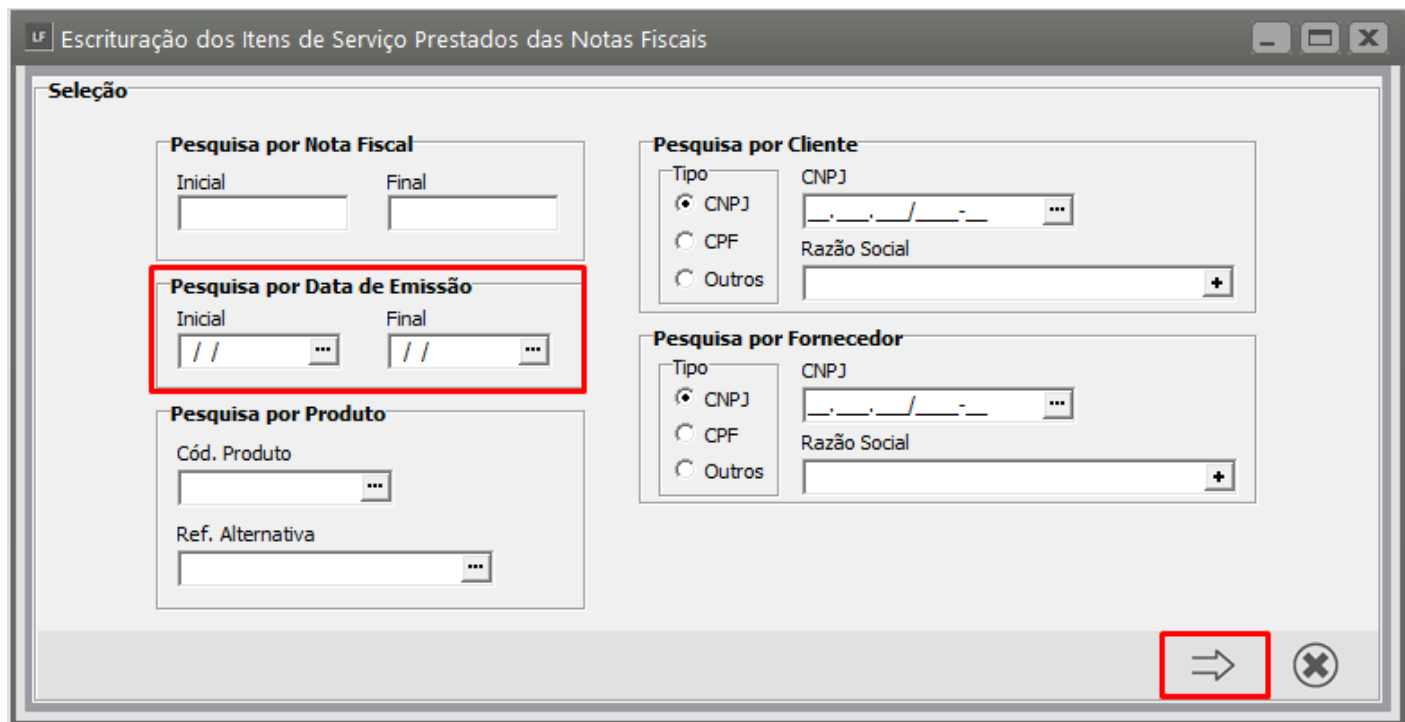 LF Escrituração dos Itens de Serviço Prestados das Notas Fiscais
Seleção
Pesquisa por Nota Fiscal
Inicial Final
Pesquisa por Data de Emissão
Inicial Final
/ / ... / / ...
Pesquisa por Produto
Cód. Produto
...
Ref. Alternativa
...
Pesquisa por Cliente
Tipo CNPJ
CNPJ __.___.___/____-__ ...
CPF Razão Social
Outros +
Pesquisa por Fornecedor
Tipo CNPJ
CNPJ __.___.___/____-__ ...
CPF Razão Social
Outros +